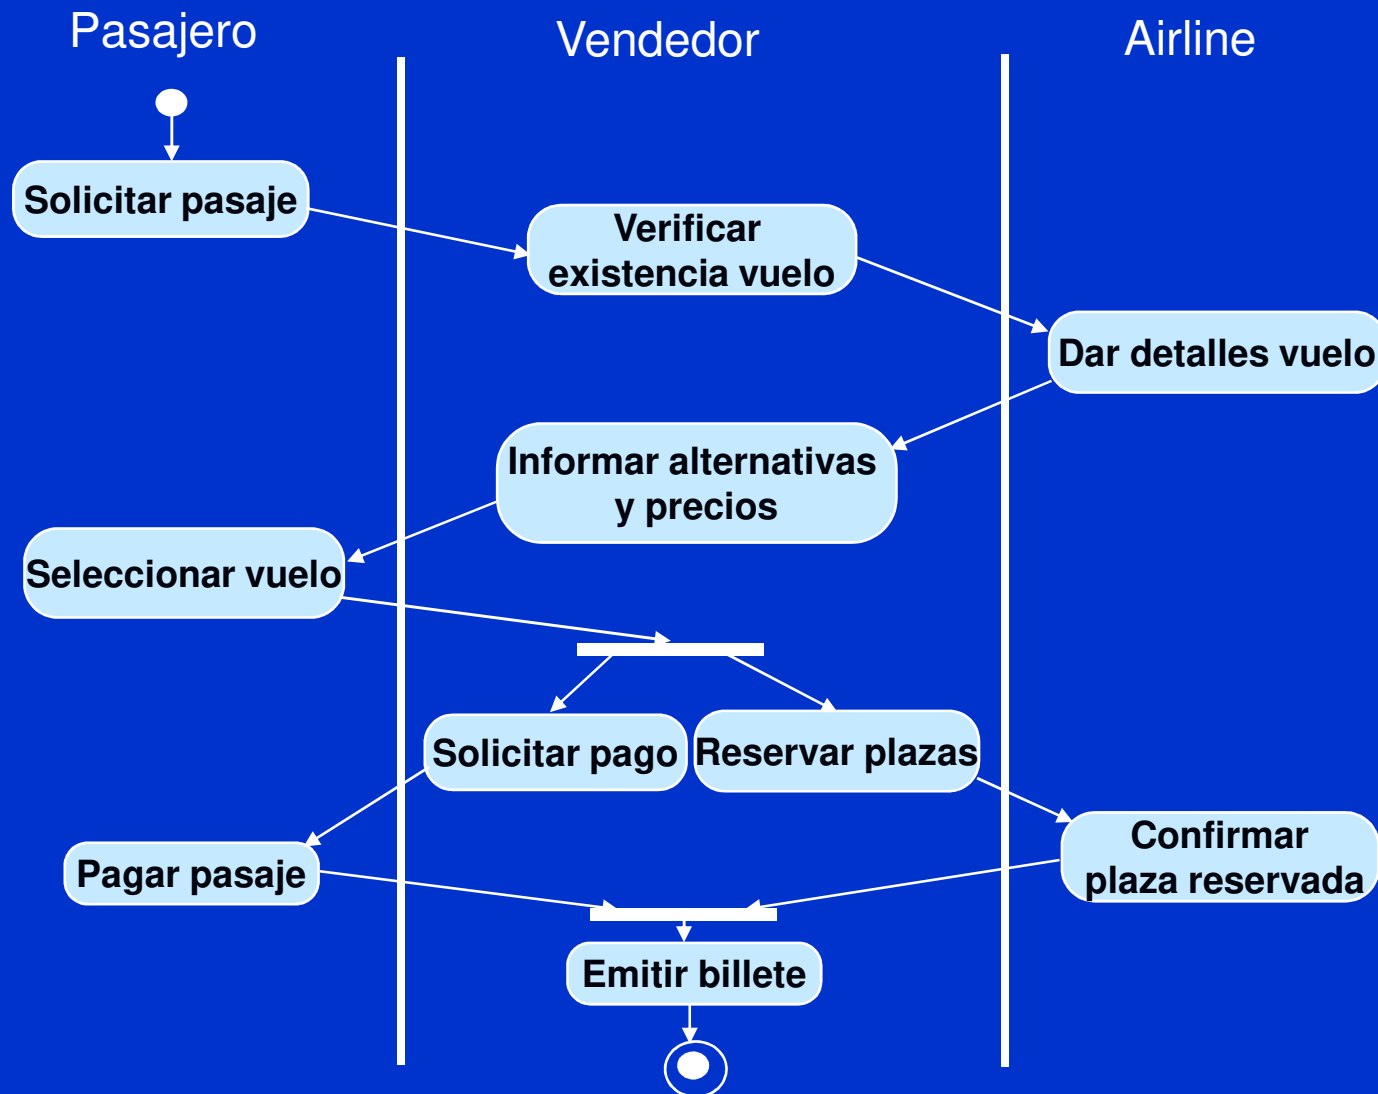 Pasajero
Vendedor
Airline
Solicitar pasaje
Verificar
existencia vuelo
Dar detalles vuelo
Informar alternativas
y precios
Seleccionar vuelo
Solicitar pago
Reservar plazas
Confirmar
plaza reservada
Pagar pasaje
Emitir billete